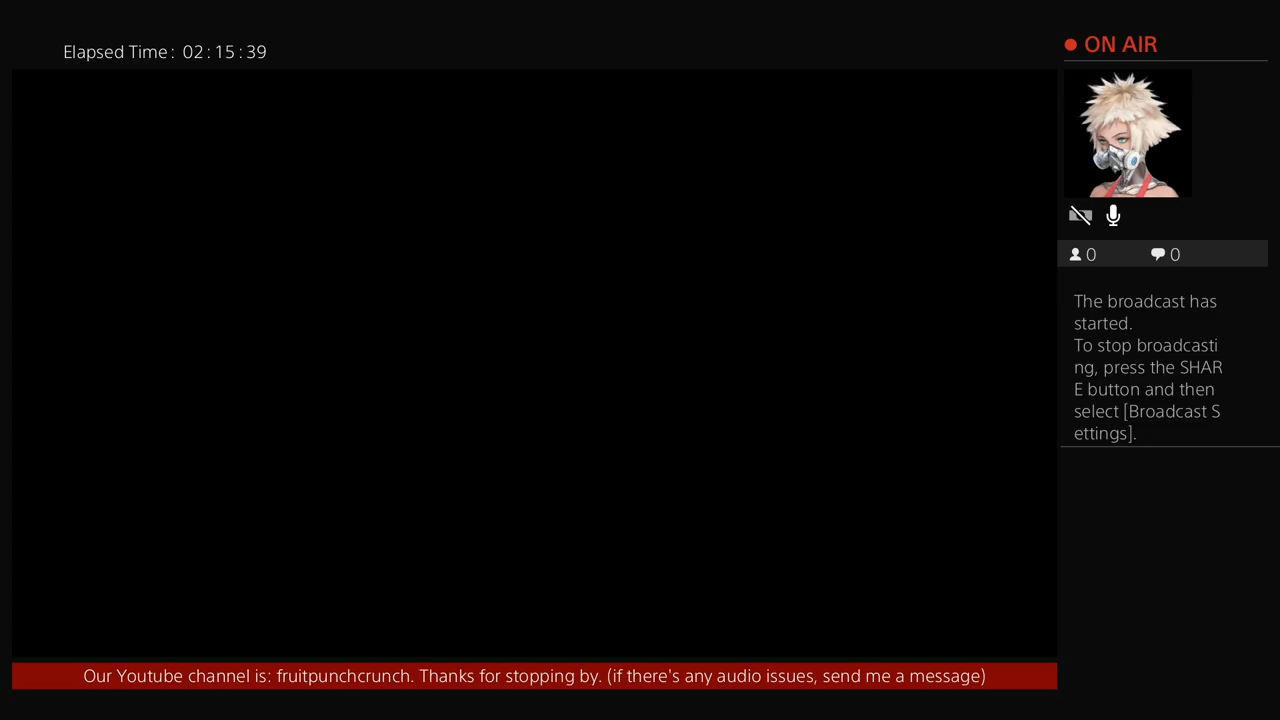 Elapsed Time: 02:15:39
ON AIR
0 0
The broadcast has
started.
To stop broadcasti
ng, press the SHAR
E button and then
select [Broadcast S
ettings].
Our Youtube channel is: fruitpunchcrunch. Thanks for stopping by. (if there's any audio issues, send me a message)